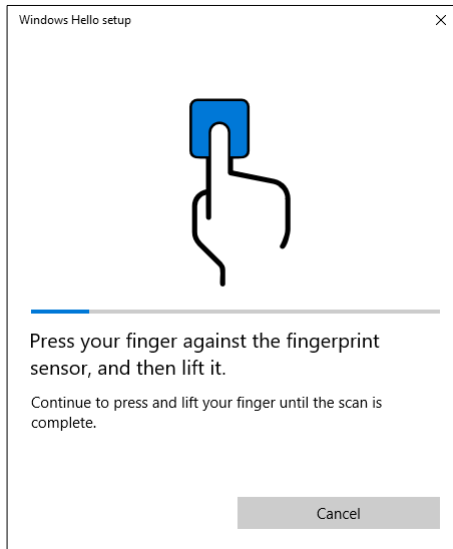 Windows Hello setup
Press your finger against the fingerprint
sensor, and then lift it.
Continue to press and lift your finger until the scan is
complete.
Cancel